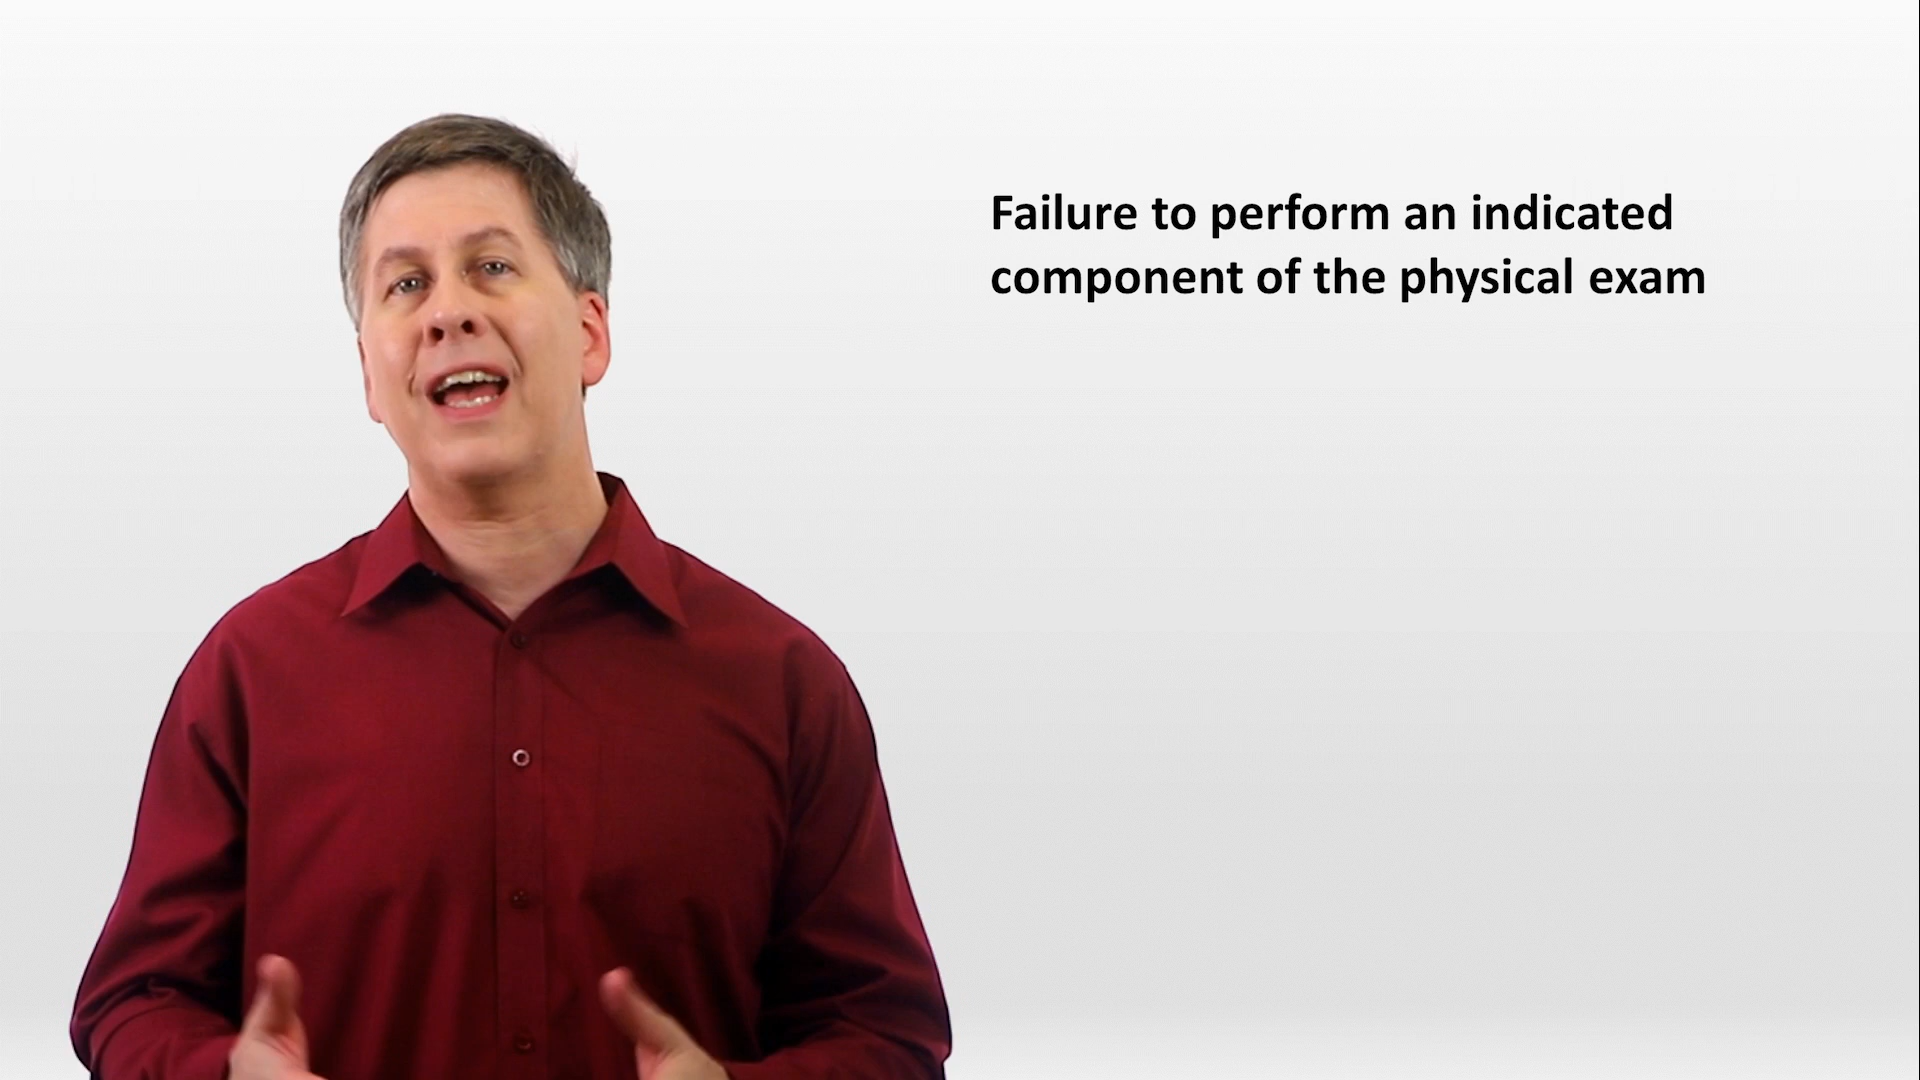 Failure to perform an indicated
component of the physical exam